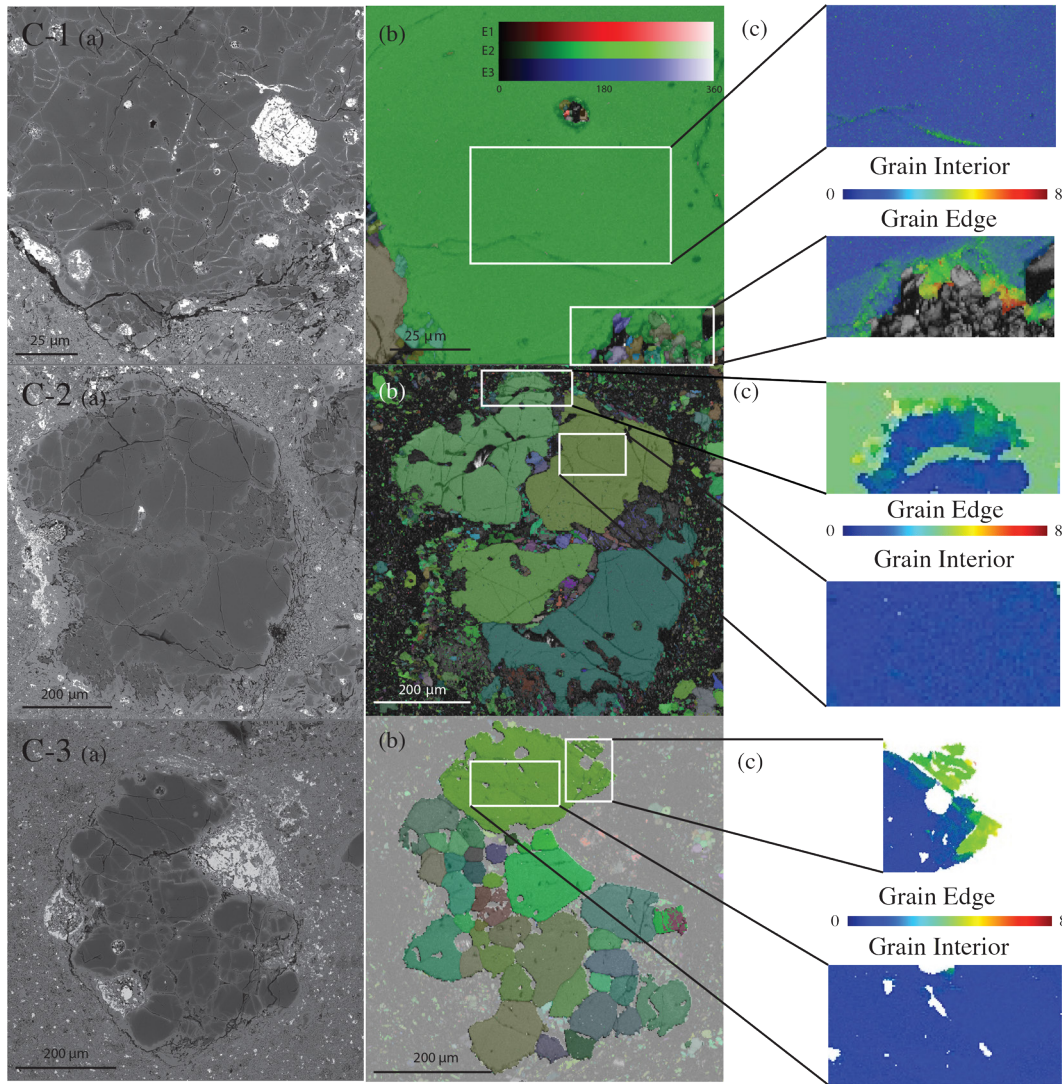 C-1 (a)
25 µm
(b)
E1
E2
E3
0 180 360
25 µm
(c)
Grain Interior
0 8
Grain Edge
C-2 (a)
200 µm
(b)
200 µm
(c)
Grain Edge
0 8
Grain Interior
C-3 (a)
200 µm
(b)
200 µm
(c)
Grain Edge
0 8
Grain Interior